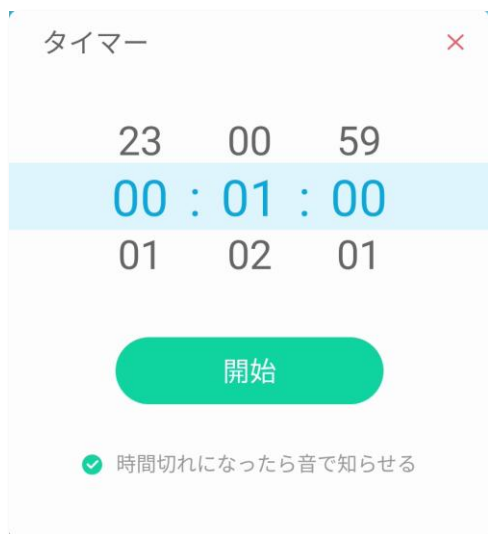 タイマー ×
23 00 59
00 : 01 : 00
01 02 01
開始
時間切れになったら音で知らせる